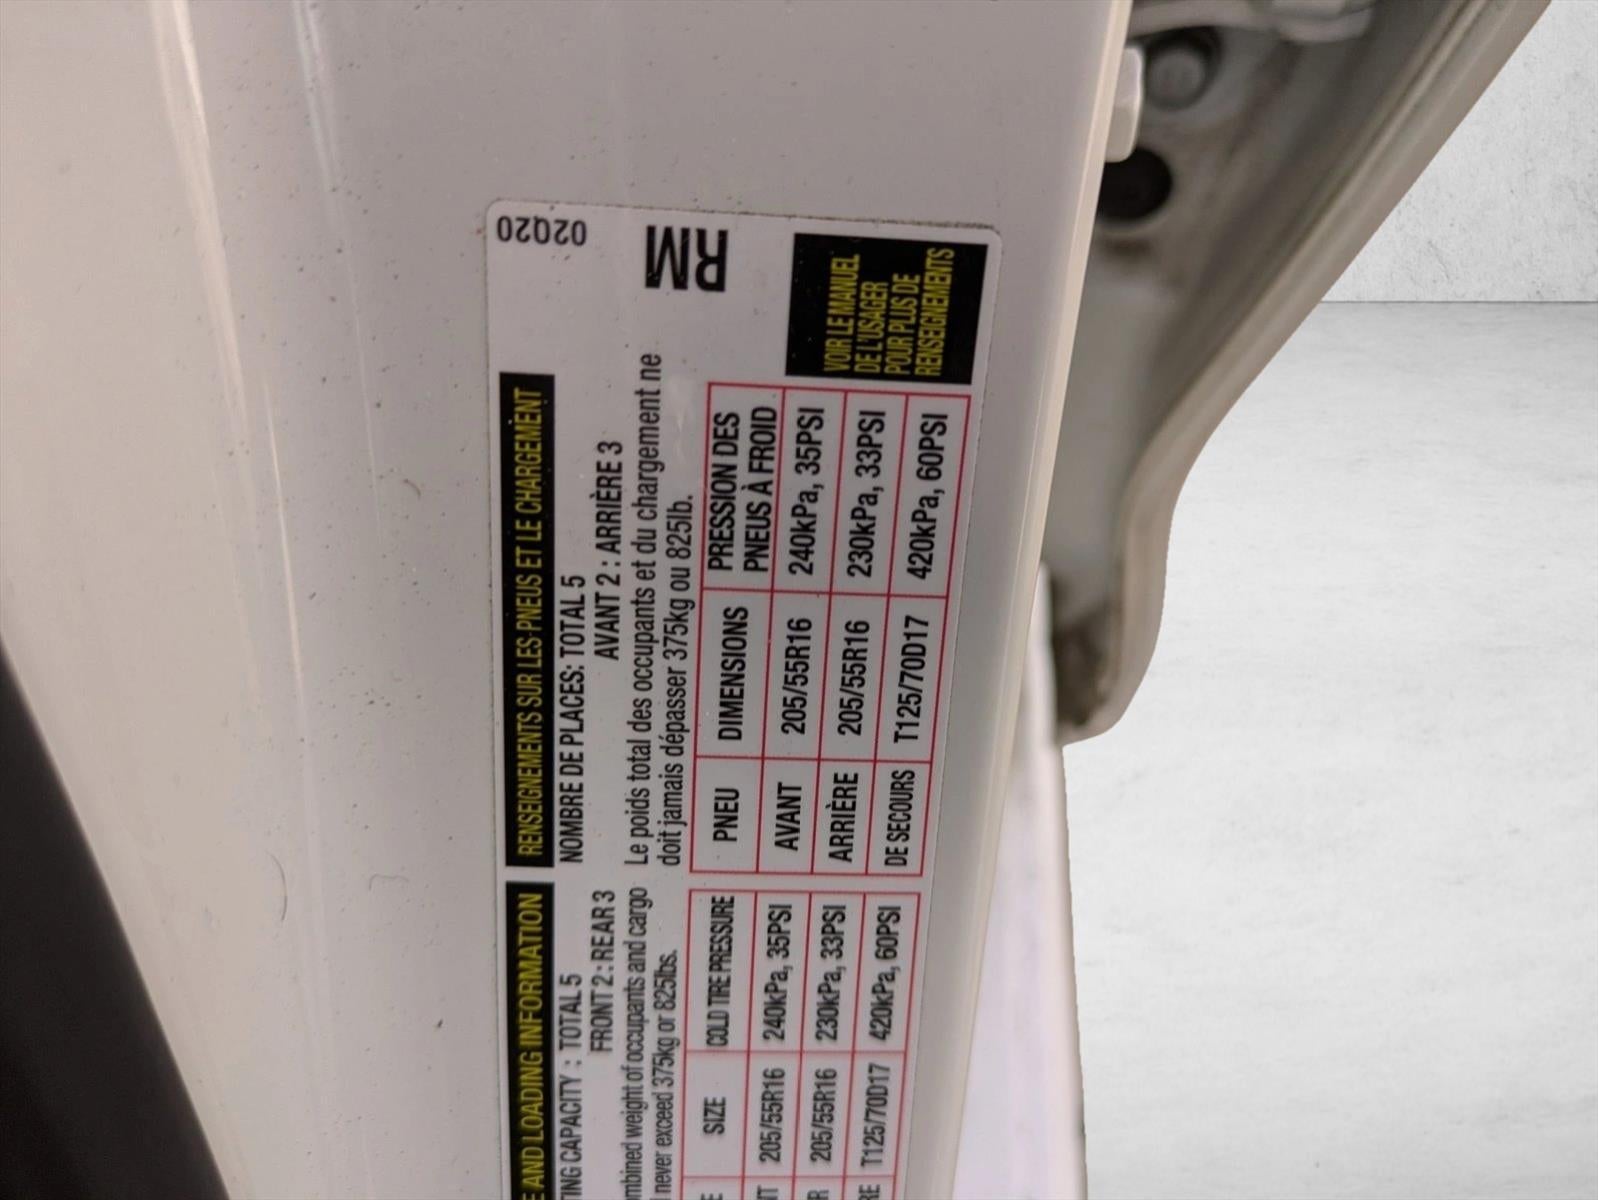 E AND LOADING INFORMATION
TING CAPACITY : TOTAL 5
FRONT 2 : REAR 3
mbined weight of occupants and cargo
never exceed 375kg or 825lbs.
SIZE COLD TIRE PRESSURE
205/55R16 240kPa, 35PSI
205/55R16 230kPa, 33PSI
T125/70D17 420kPa, 60PSI
RENSEIGNEMENTS SUR LES PNEUS ET LE CHARGEMENT
NOMBRE DE PLACES: TOTAL 5
AVANT 2 : ARRIÈRE 3
Le poids total des occupants et du chargement ne
doit jamais dépasser 375kg ou 825lb.
PNEU DIMENSIONS PRESSION DES
PNEUS À FROID
AVANT 205/55R16 240kPa, 35PSI
ARRIÈRE 205/55R16 230kPa, 33PSI
DE SECOURS T125/70D17 420kPa, 60PSI
02Q20
RM
VOIR LE MANUEL
DE L'USAGER
POUR PLUS DE
RENSEIGNEMENTS